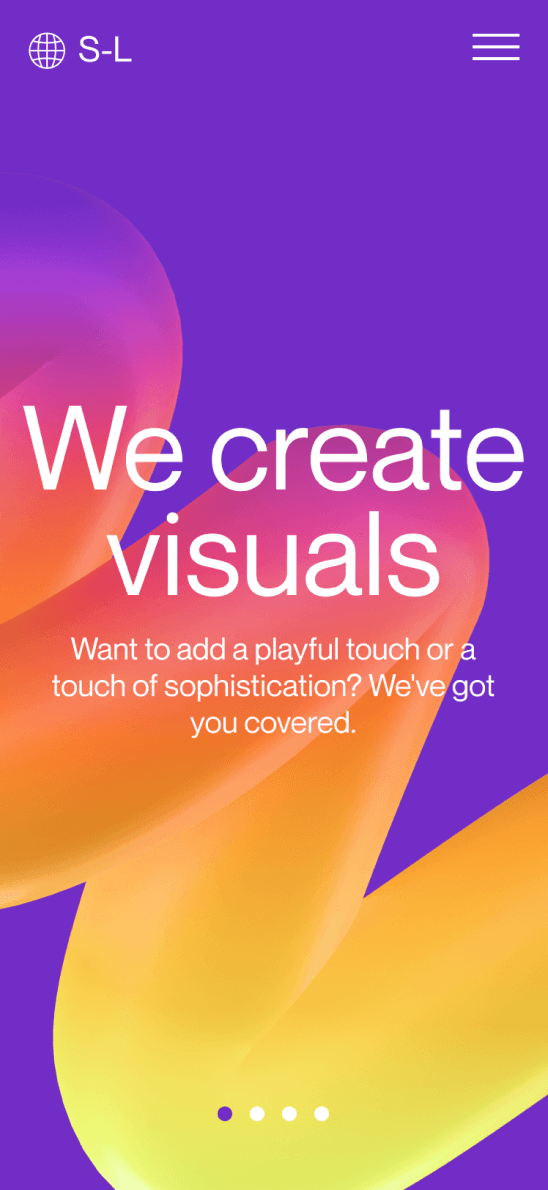 S-L
We create
visuals
Want to add a playful touch or a
touch of sophistication? We've got
you covered.